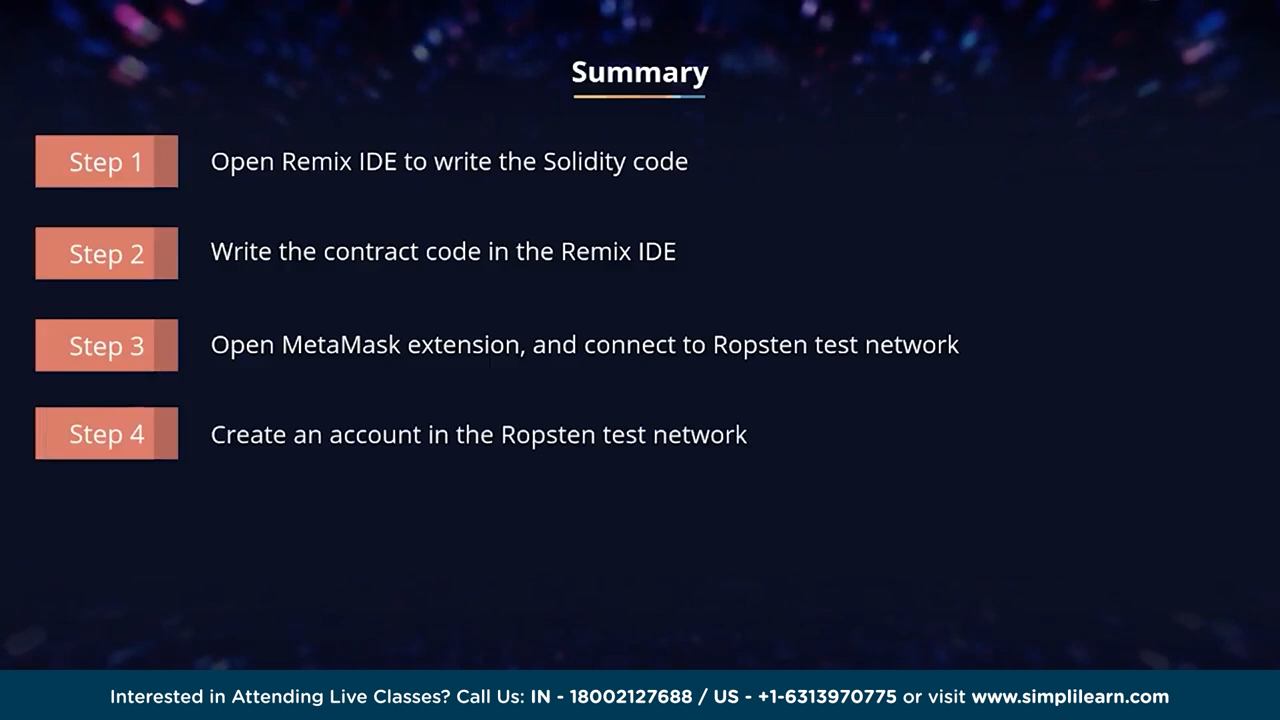 Summary
Step 1 Open Remix IDE to write the Solidity code
Step 2 Write the contract code in the Remix IDE
Step 3 Open MetaMask extension, and connect to Ropsten test network
Step 4 Create an account in the Ropsten test network
Interested in Attending Live Classes? Call Us: IN - 18002127688 / US - +1-6313970775 or visit www.simplilearn.com